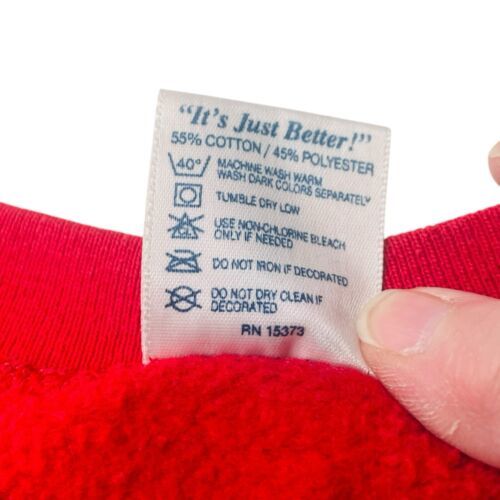 "It's Just Better!"
55% COTTON / 45% POLYESTER
40° MACHINE WASH WARM
WASH DARK COLORS SEPARATELY
TUMBLE DRY LOW
USE NON-CHLORINE BLEACH
ONLY IF NEEDED
DO NOT IRON IF DECORATED
DO NOT DRY CLEAN IF
DECORATED
RN 15373